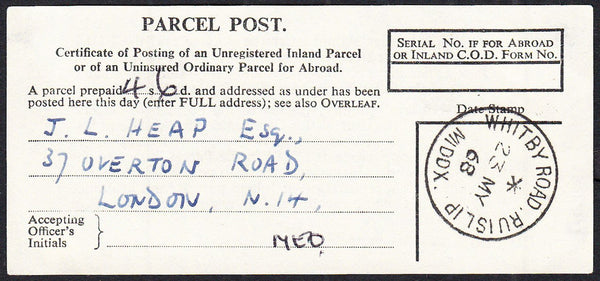 PARCEL POST.
Certificate of Posting of an Unregistered Inland Parcel
or of an Uninsured Ordinary Parcel for Abroad.
SERIAL No. IF FOR ABROAD
OR INLAND C.O.D. FORM No.
A parcel prepaid 4 s. 6 d. and addressed as under has been
posted here this day (enter FULL address); see also OVERLEAF.
Date Stamp
J. L. HEAP Esq.,
37 OVERTON ROAD,
LONDON, N.14,
WHITBY ROAD. RUISLIP
MIDDX.
23 MY
68
Accepting
Officer's
Initials